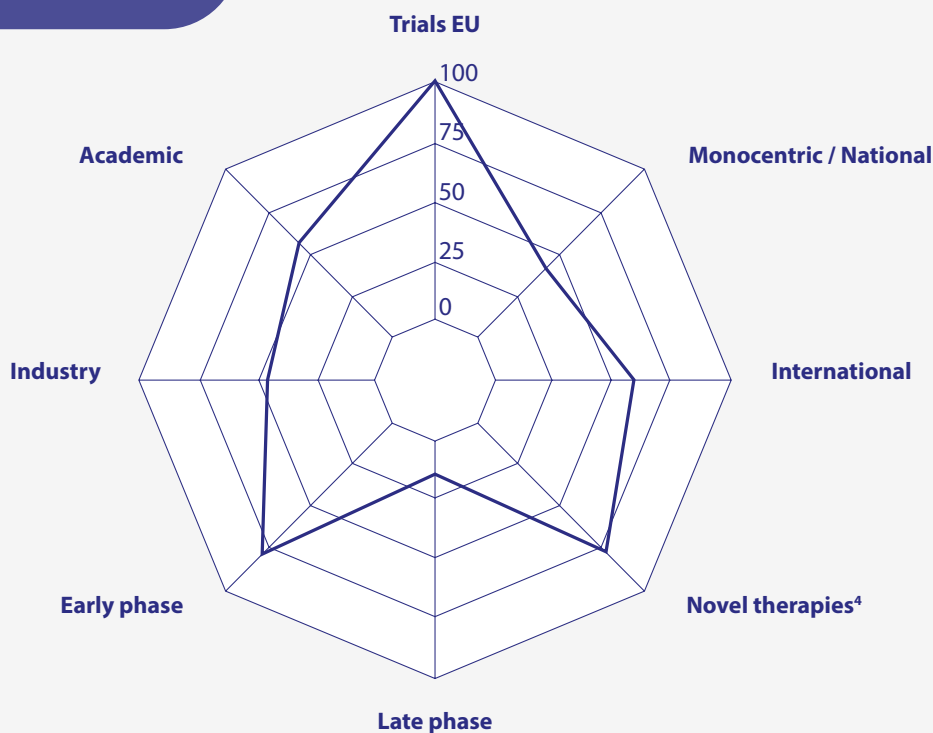 Trials EU
100
Academic
75
Monocentric / National
50
25
0
Industry
International
Early phase
Novel therapies⁴
Late phase